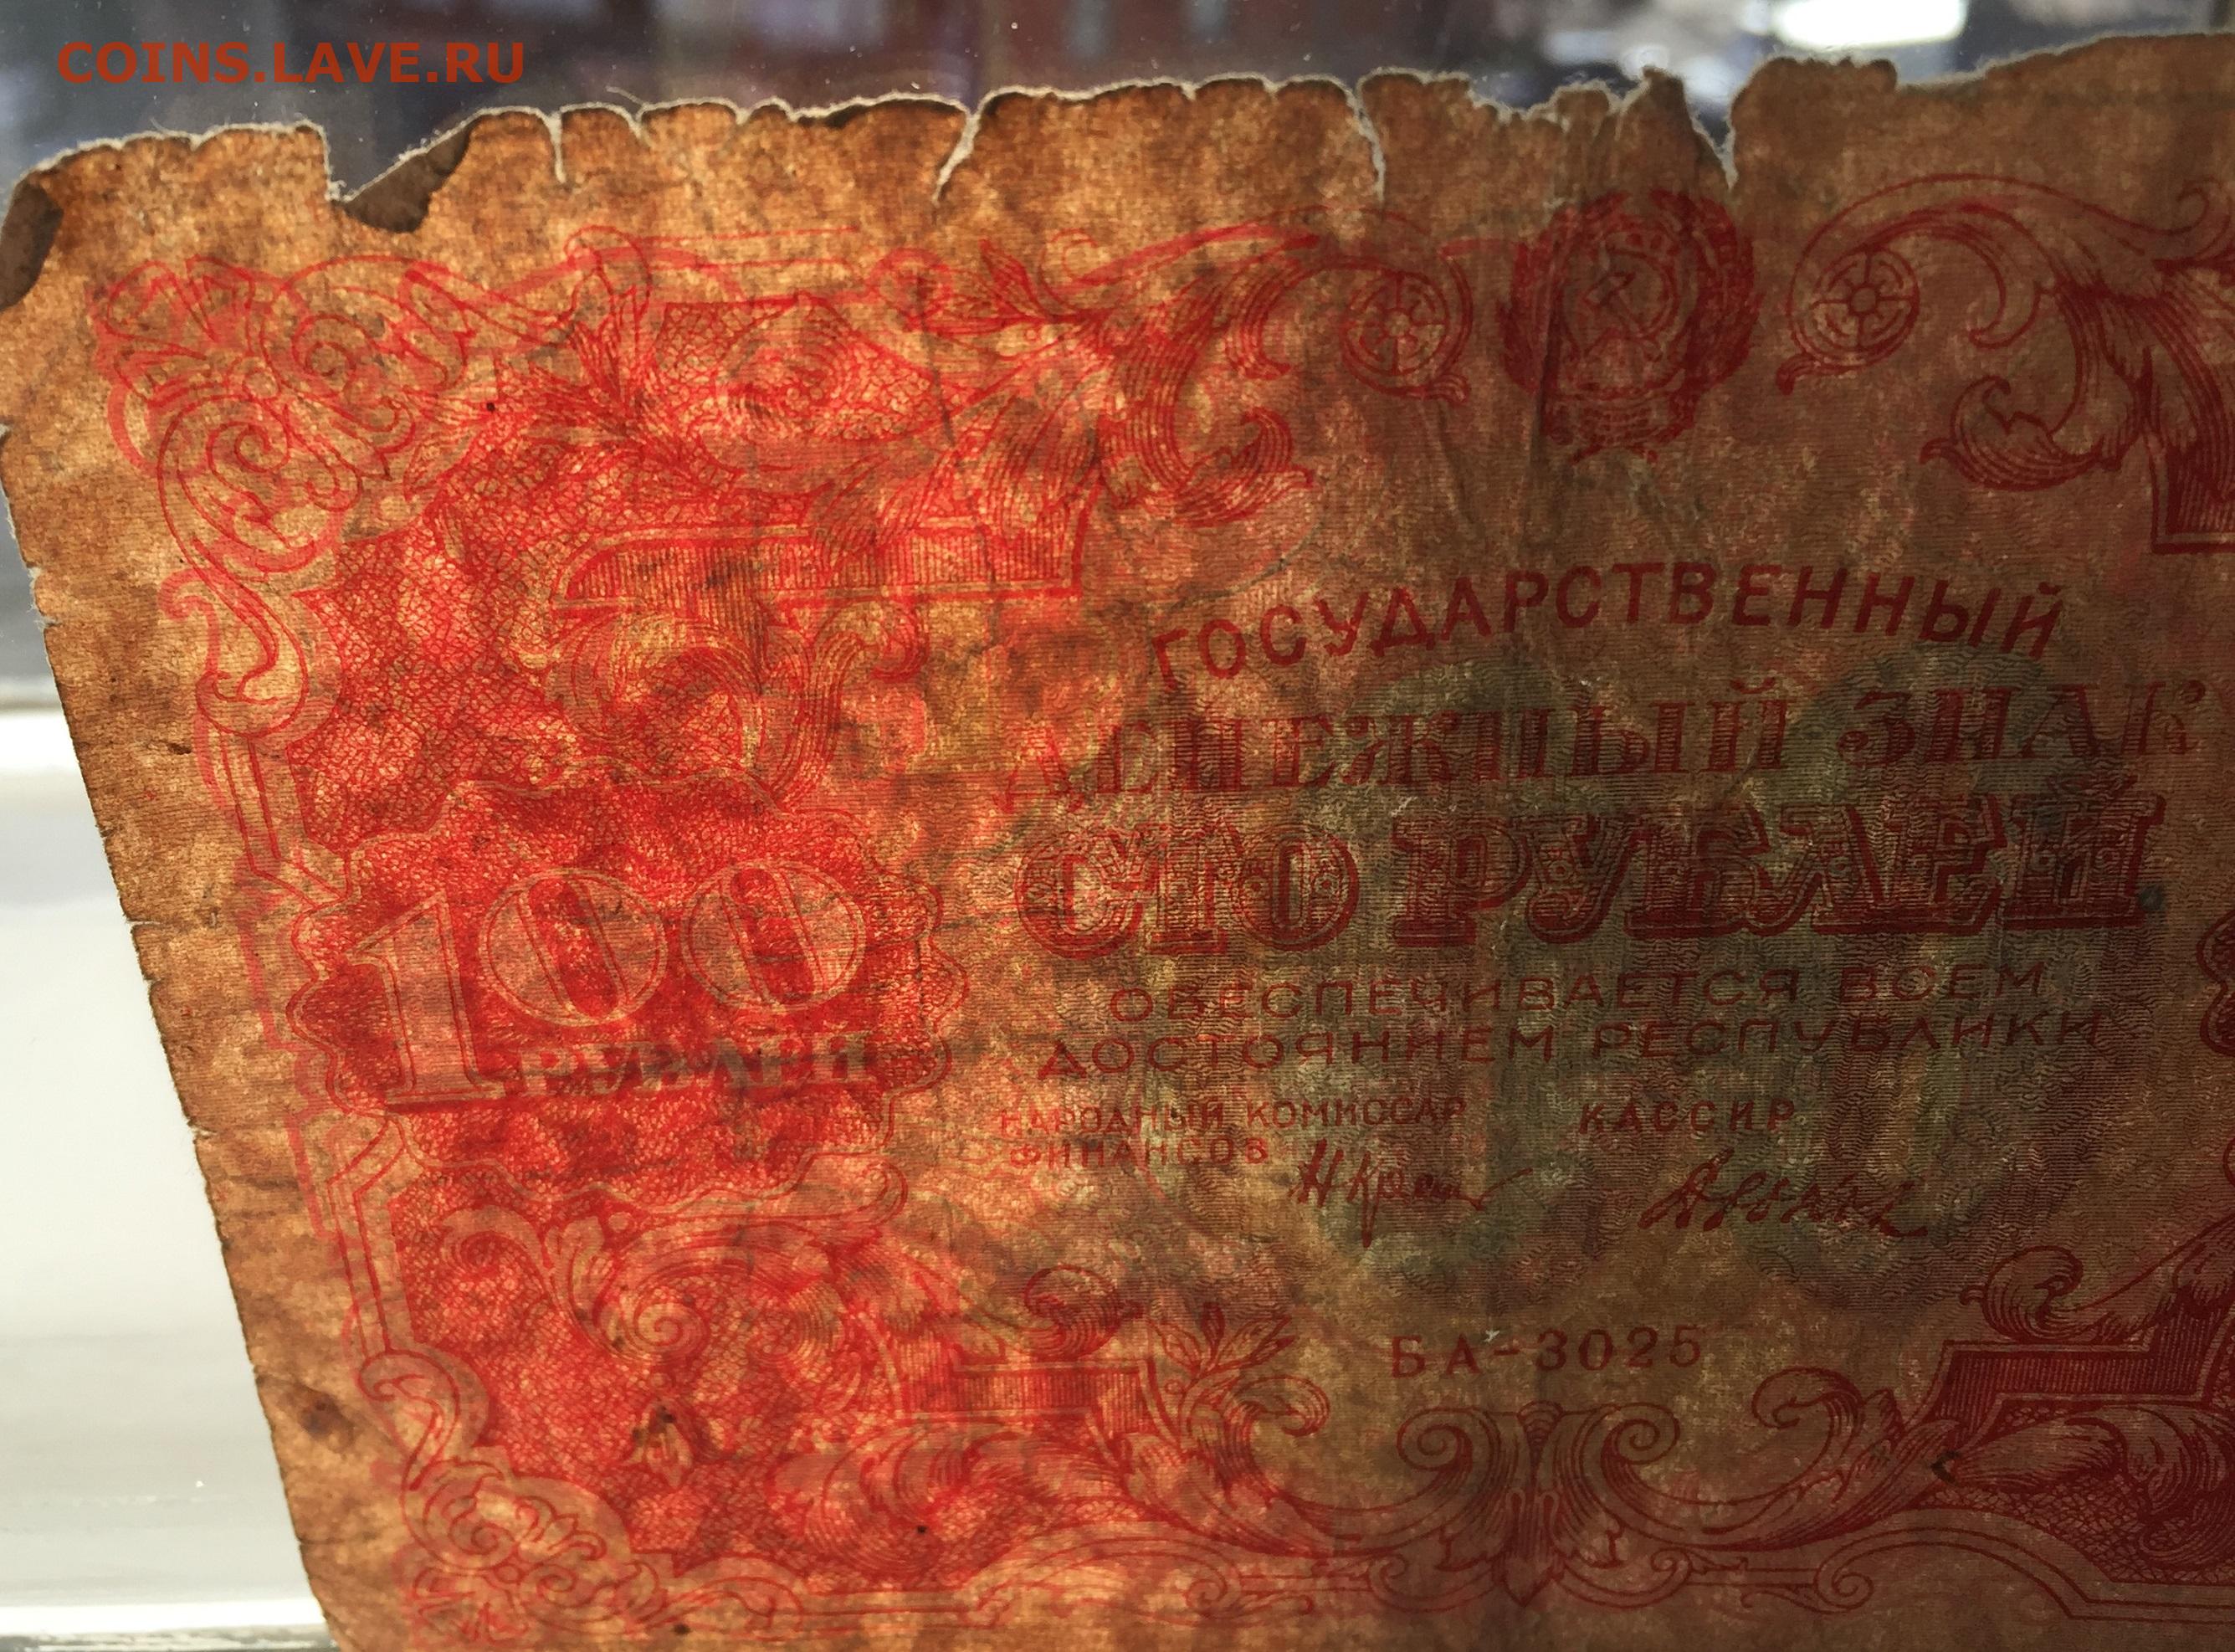 COINS.LAVE.RU
ГОСУДАРСТВЕННЫЙ
ДЕНЕЖНЫЙ ЗНАК
СТО РУБЛЕЙ
100
РУБЛЕЙ
ОБЕСПЕЧИВАЕТСЯ ВСЕМ
ДОСТОЯНИЕМ РЕСПУБЛИКИ
НАРОДНЫЙ КОМИССАР
ФИНАНСОВ
КАССИР
БА-3025